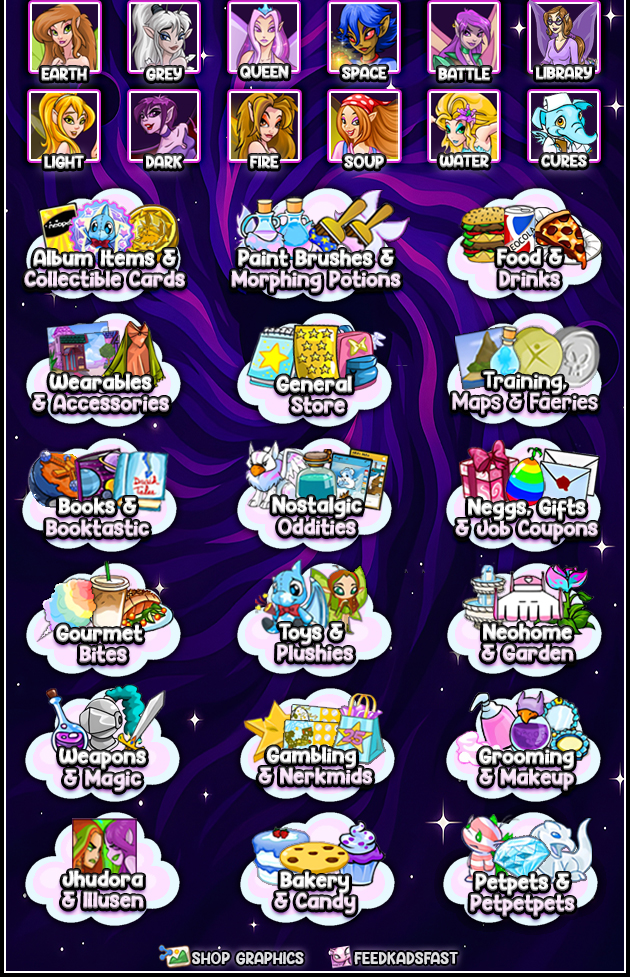 EARTH GREY QUEEN SPACE BATTLE LIBRARY
LIGHT DARK FIRE SOUP WATER CURES
Album Items &
Collectible Cards
Paint Brushes &
Morphing Potions
Food &
Drinks
Wearables
& Accessories
General
Store
Training,
Maps & Faeries
Books &
Booktastic
Nostalgic
Oddities
Neggs, Gifts
& Job Coupons
Gourmet
Bites
Toys &
Plushies
Neohome
& Garden
Weapons
& Magic
Gambling
& Nerkmids
Grooming
& Makeup
Jhudora
& Illusen
Bakery
& Candy
Petpets &
Petpetpets
SHOP GRAPHICS FEEDKADSFAST